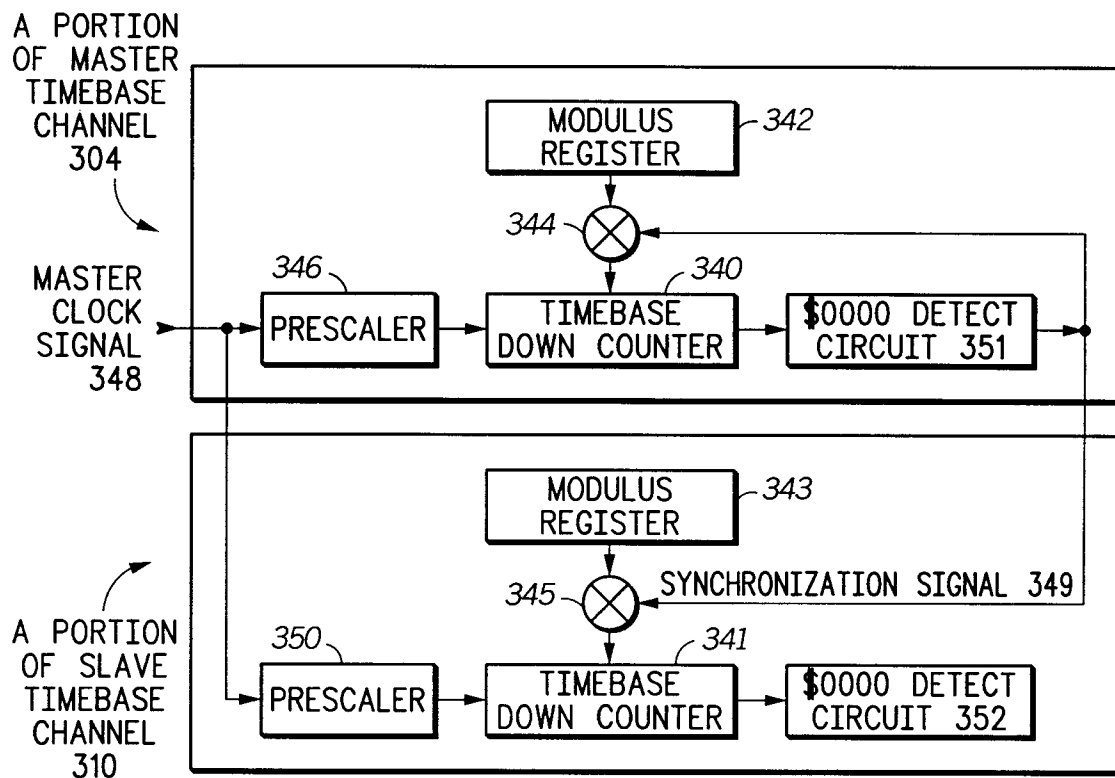 A PORTION
OF MASTER
TIMEBASE
CHANNEL
304
MODULUS
REGISTER
342
344
MASTER
CLOCK
SIGNAL
348
346
PRESCALER
340
TIMEBASE
DOWN COUNTER
$0000 DETECT
CIRCUIT 351
MODULUS
REGISTER
343
345
SYNCHRONIZATION SIGNAL 349
A PORTION
OF SLAVE
TIMEBASE
CHANNEL
310
350
PRESCALER
341
TIMEBASE
DOWN COUNTER
$0000 DETECT
CIRCUIT 352